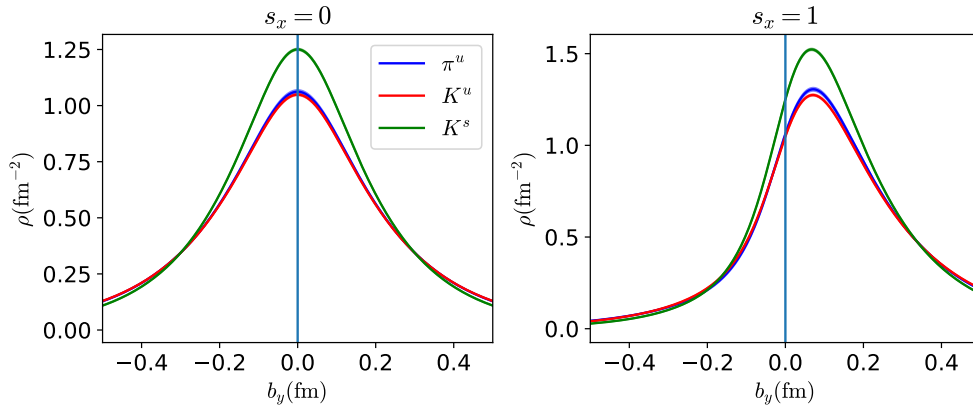 s_x = 0
1.25
1.00
0.75
0.50
0.25
0.00
ρ(fm⁻²)
π^u
K^u
K^s
−0.4 −0.2 0.0 0.2 0.4
b_y(fm)
s_x = 1
1.5
1.0
0.5
0.0
ρ(fm⁻²)
−0.4 −0.2 0.0 0.2 0.4
b_y(fm)